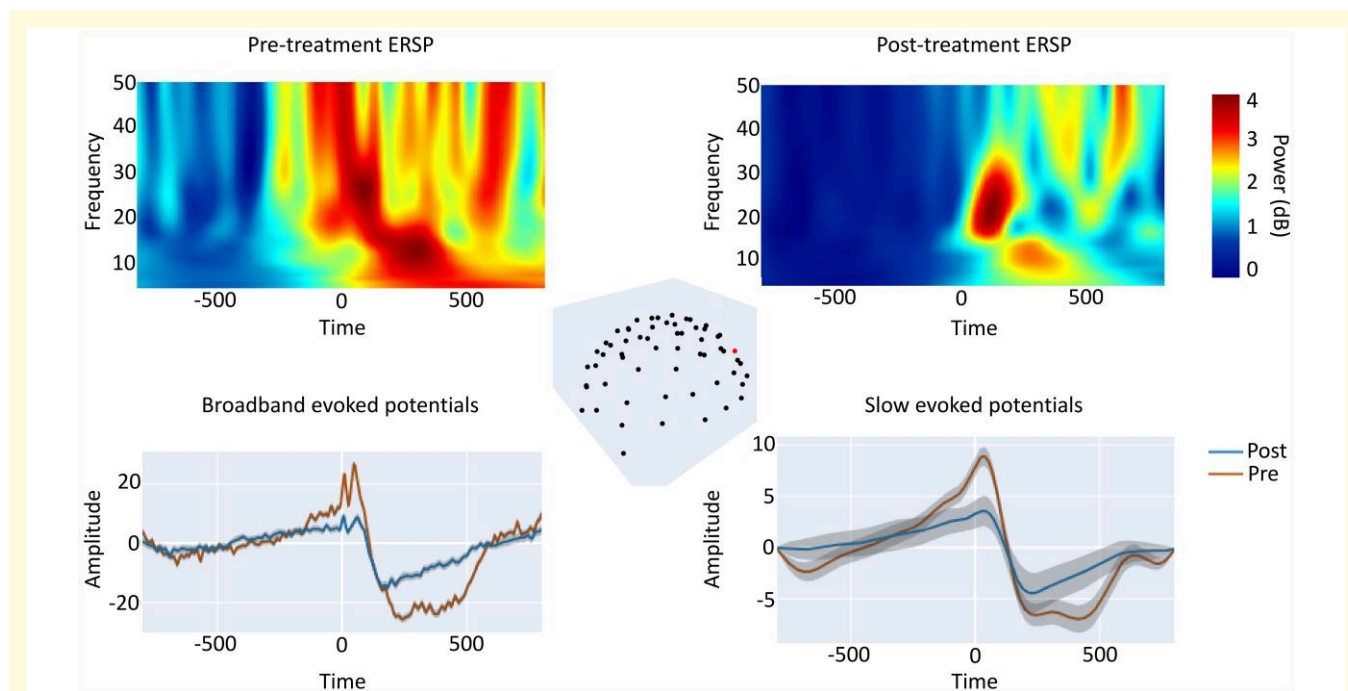 Pre-treatment ERSP
Post-treatment ERSP
50
40
30
20
10
Frequency
-500 0 500
Time
50
40
30
20
10
Frequency
-500 0 500
Time
4
3
2
1
0
Power (dB)
Broadband evoked potentials
Slow evoked potentials
20
0
-20
Amplitude
-500 0 500
Time
10
5
0
-5
Amplitude
-500 0 500
Time
Post
Pre